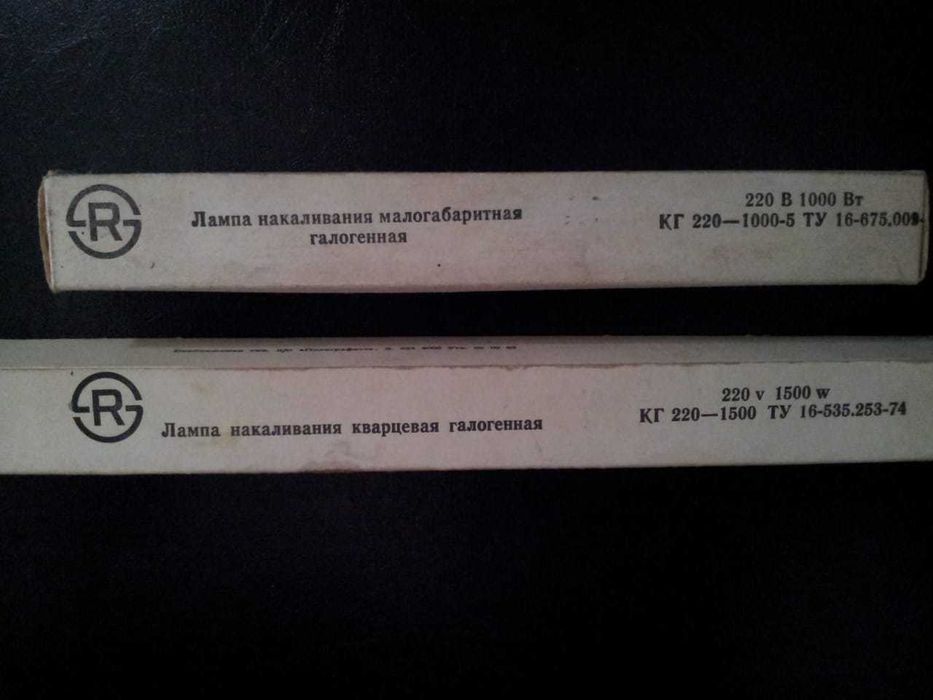 R
Лампа накаливания малогабаритная
галогенная
220 В 1000 Вт
КГ 220—1000-5 ТУ 16-675.009-
R
Лампа накаливания кварцевая галогенная
220 v 1500 w
КГ 220—1500 ТУ 16-535.253-74